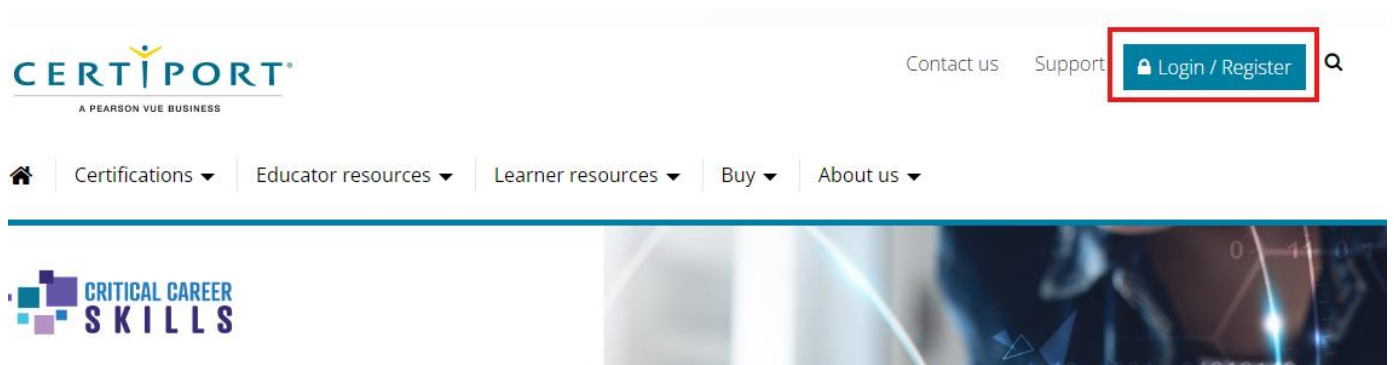 CERTIPORT®
A PEARSON VUE BUSINESS
Contact us Support Login / Register
Certifications Educator resources Learner resources Buy About us
CRITICAL CAREER
SKILLS